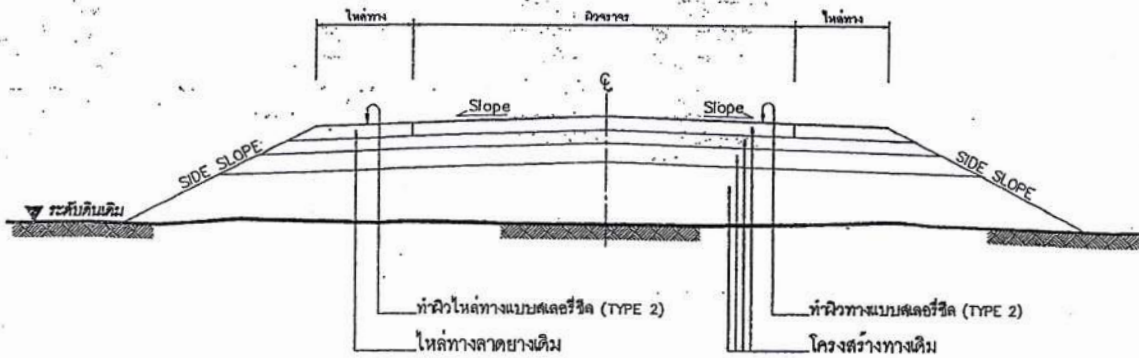 ไหล่ทาง ผิวจราจร ไหล่ทาง
℄
Slope Slope
SIDE SLOPE SIDE SLOPE
ระดับดินเดิม
ทำผิวไหล่ทางแบบสเลอรี่ซีล (TYPE 2) ทำผิวทางแบบสเลอรี่ซีล (TYPE 2)
ไหล่ทางลาดยางเดิม โครงสร้างทางเดิม